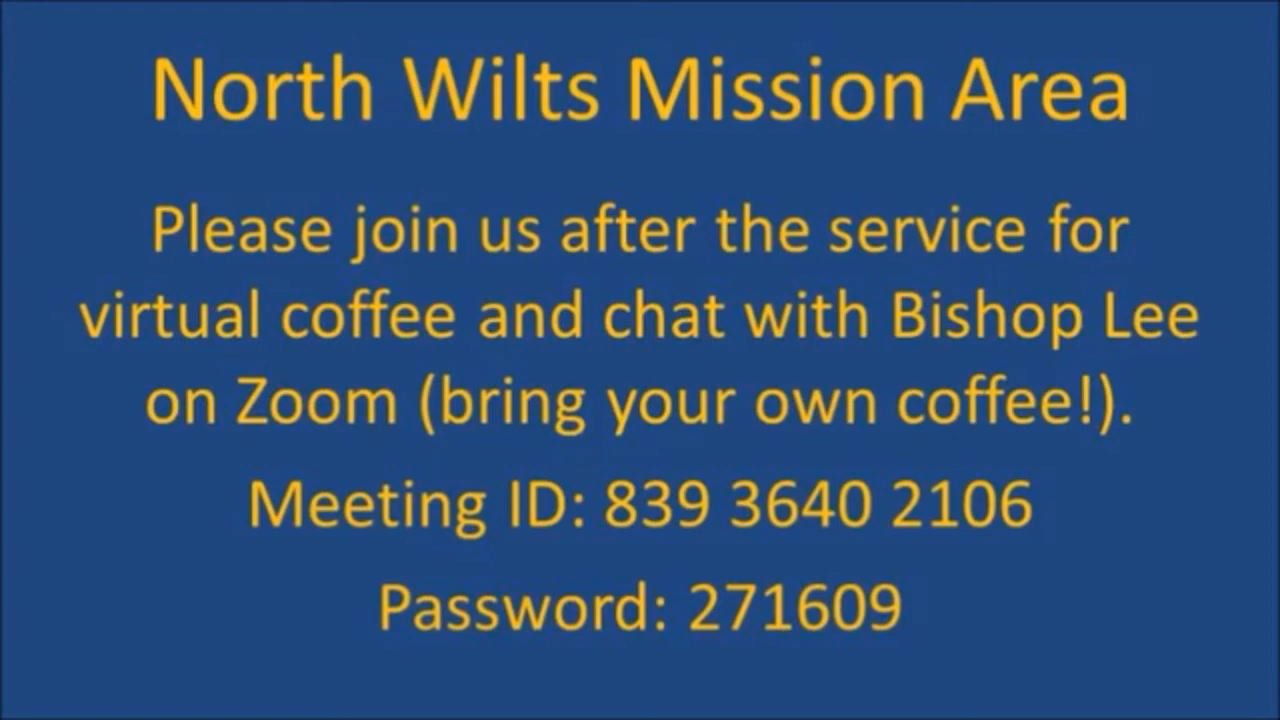 North Wilts Mission Area
Please join us after the service for
virtual coffee and chat with Bishop Lee
on Zoom (bring your own coffee!).
Meeting ID: 839 3640 2106
Password: 271609